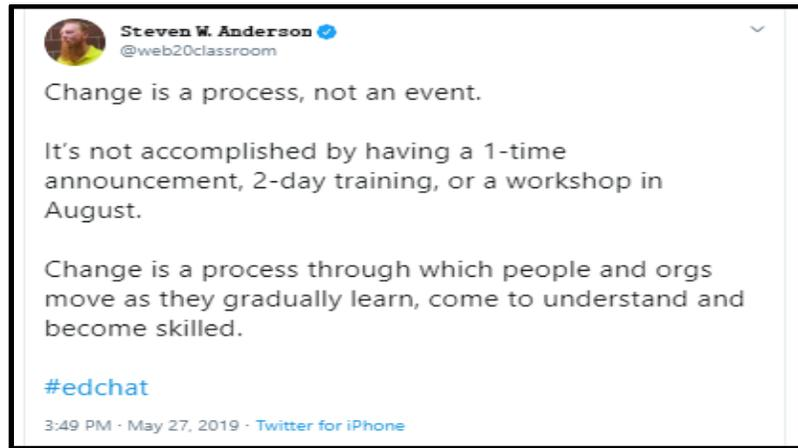 Steven W. Anderson
@web20classroom
Change is a process, not an event.
It's not accomplished by having a 1-time
announcement, 2-day training, or a workshop in
August.
Change is a process through which people and orgs
move as they gradually learn, come to understand and
become skilled.
#edchat
3:49 PM · May 27, 2019 · Twitter for iPhone